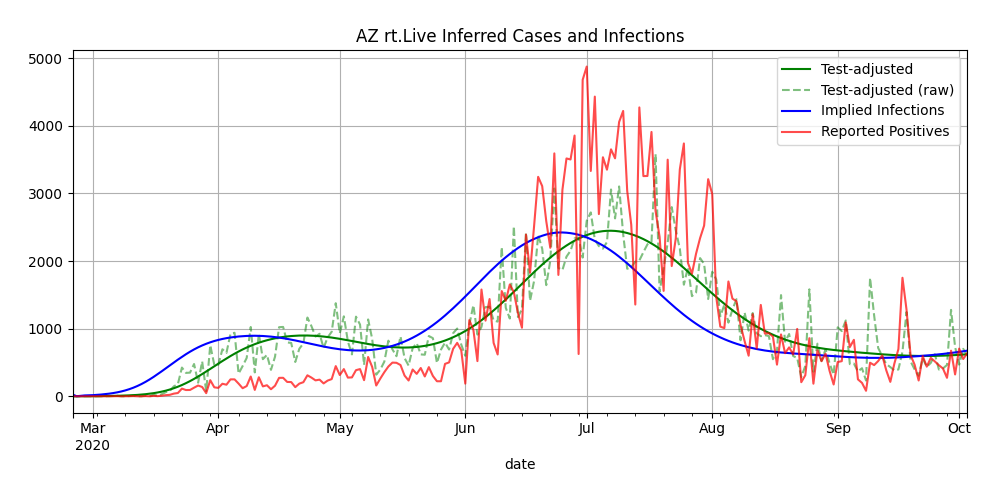 AZ rt.Live Inferred Cases and Infections
5000
4000
3000
2000
1000
0
Test-adjusted
Test-adjusted (raw)
Implied Infections
Reported Positives
Mar Apr May Jun Jul Aug Sep Oct
2020
date